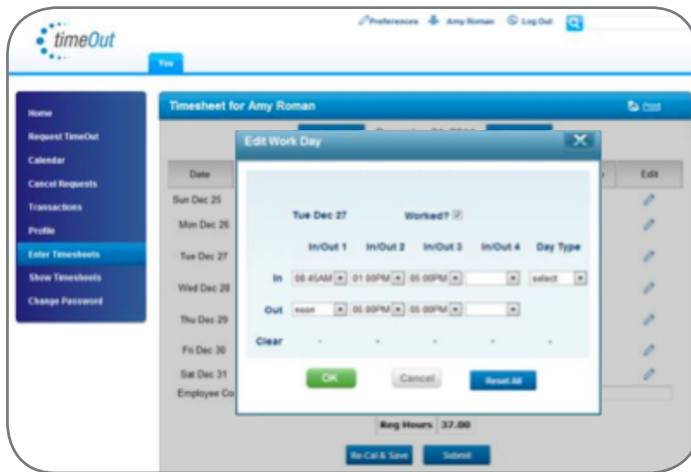 Preferences Amy Roman Log Out
timeOut
You
Home
Request TimeOut
Calendar
Cancel Requests
Transactions
Profile
Enter Timesheets
Show Timesheets
Change Password
Timesheet for Amy Roman Print
Edit Work Day
Date Edit
Sun Dec 25
Mon Dec 26
Tue Dec 27
Wed Dec 28
Thu Dec 29
Fri Dec 30
Sat Dec 31
Employee Co
Tue Dec 27 Worked?
In/Out 1 In/Out 2 In/Out 3 In/Out 4 Day Type
In 08:45AM 01:00PM 05:00PM select
Out noon 05:00PM 05:00PM
Clear - - - - -
OK Cancel Reset All
Reg Hours 37.00
Re-Cal & Save Submit